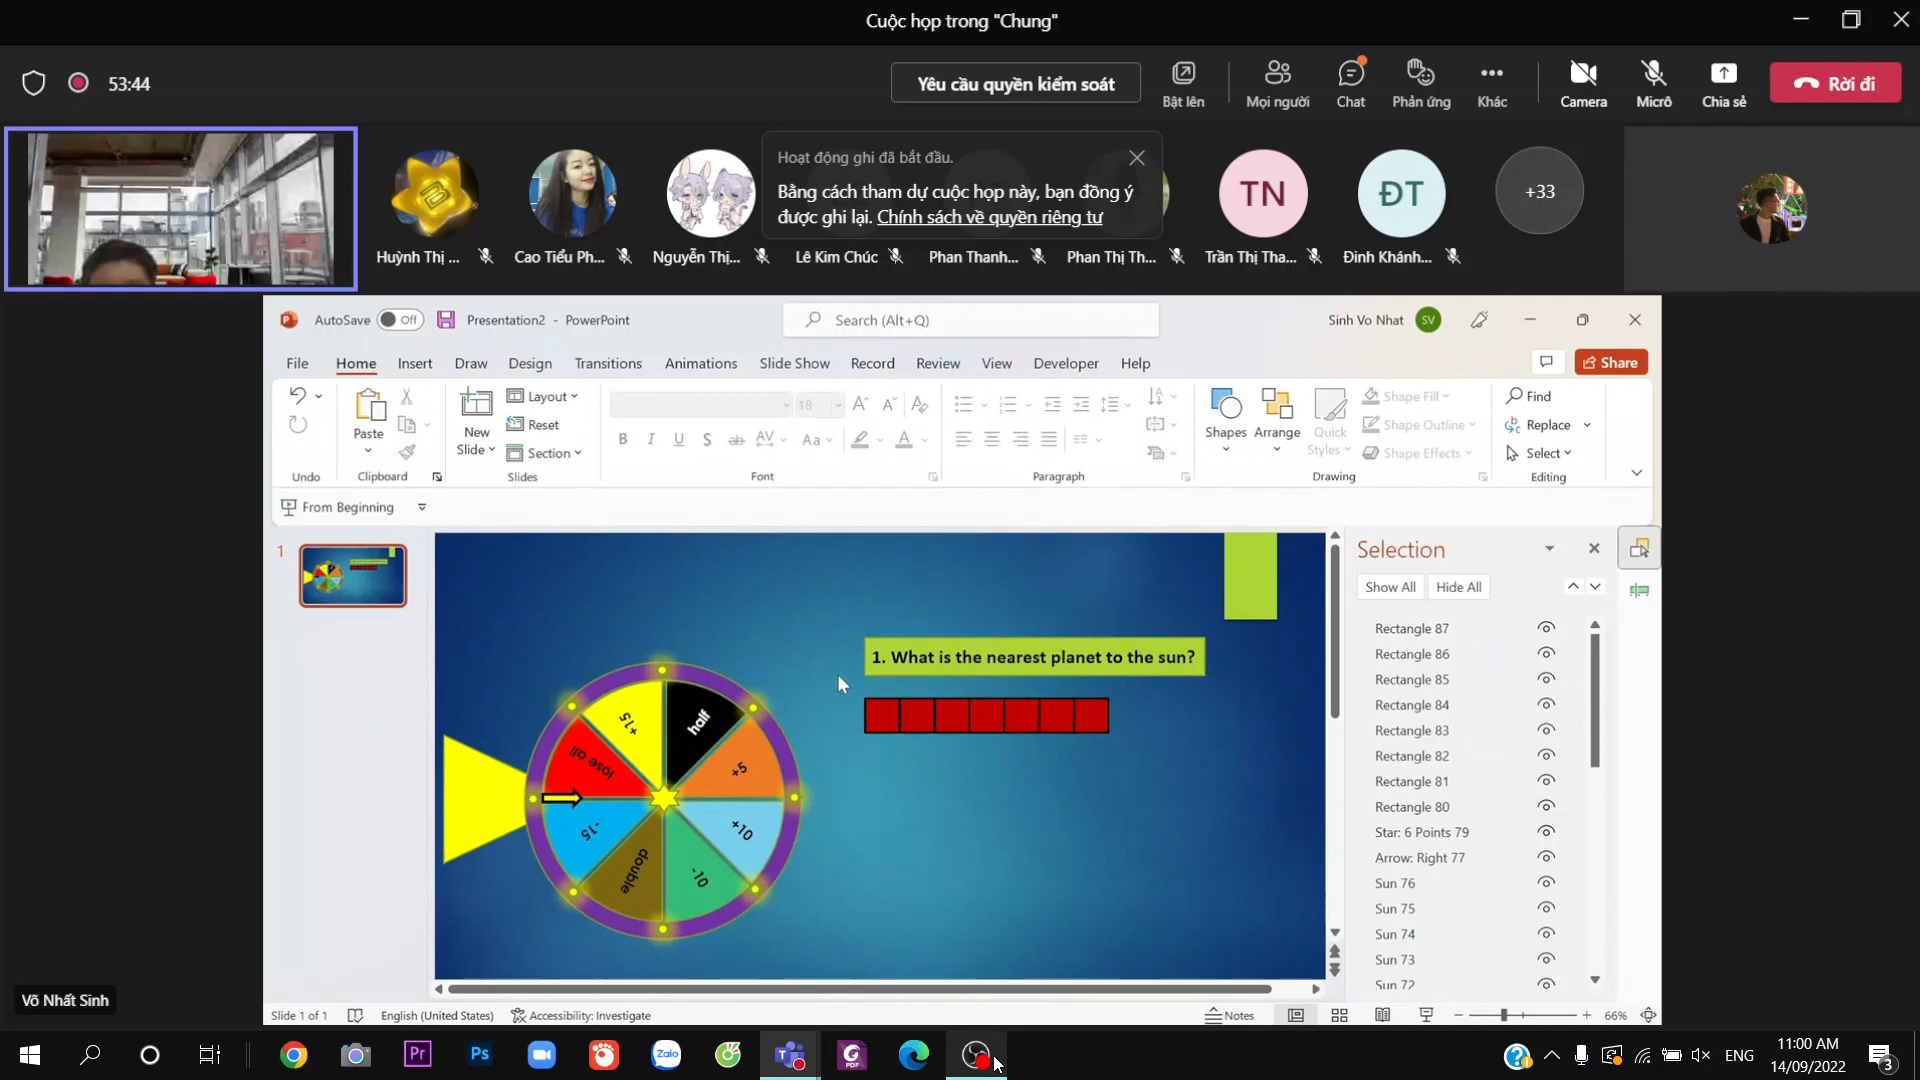 Cuộc họp trong "Chung"
53:44
Yêu cầu quyền kiểm soát
Bật lên
Mọi người
Chat
Phản ứng
Khác
Camera
Micrô
Chia sẻ
Rời đi
Hoạt động ghi đã bắt đầu.
Bằng cách tham dự cuộc họp này, bạn đồng ý
được ghi lại. Chính sách về quyền riêng tư
TN
ĐT
+33
Huỳnh Thị ...
Cao Tiểu Ph...
Nguyễn Thị...
Lê Kim Chúc
Phan Thanh...
Phan Thị Th...
Trần Thị Tha...
Đinh Khánh...
AutoSave
Off
Presentation2 - PowerPoint
Search (Alt+Q)
Sinh Vo Nhat
SV
File
Home
Insert
Draw
Design
Transitions
Animations
Slide Show
Record
Review
View
Developer
Help
Share
Paste
New
Slide
Layout
Reset
Section
18
B I U S ab AV Aa A
Shapes
Arrange
Quick
Styles
Shape Fill
Shape Outline
Shape Effects
Find
Replace
Select
Undo
Clipboard
Slides
Font
Paragraph
Drawing
Editing
From Beginning
1
1. What is the nearest planet to the sun?
+15
half
lose all
+5
-15
+10
double
-10
Selection
Show All
Hide All
Rectangle 87
Rectangle 86
Rectangle 85
Rectangle 84
Rectangle 83
Rectangle 82
Rectangle 81
Rectangle 80
Star: 6 Points 79
Arrow: Right 77
Sun 76
Sun 75
Sun 74
Sun 73
Sun 72
Võ Nhất Sinh
Slide 1 of 1
English (United States)
Accessibility: Investigate
Notes
66%
Pr
Ps
Zalo
PDF
ENG
11:00 AM
14/09/2022
3